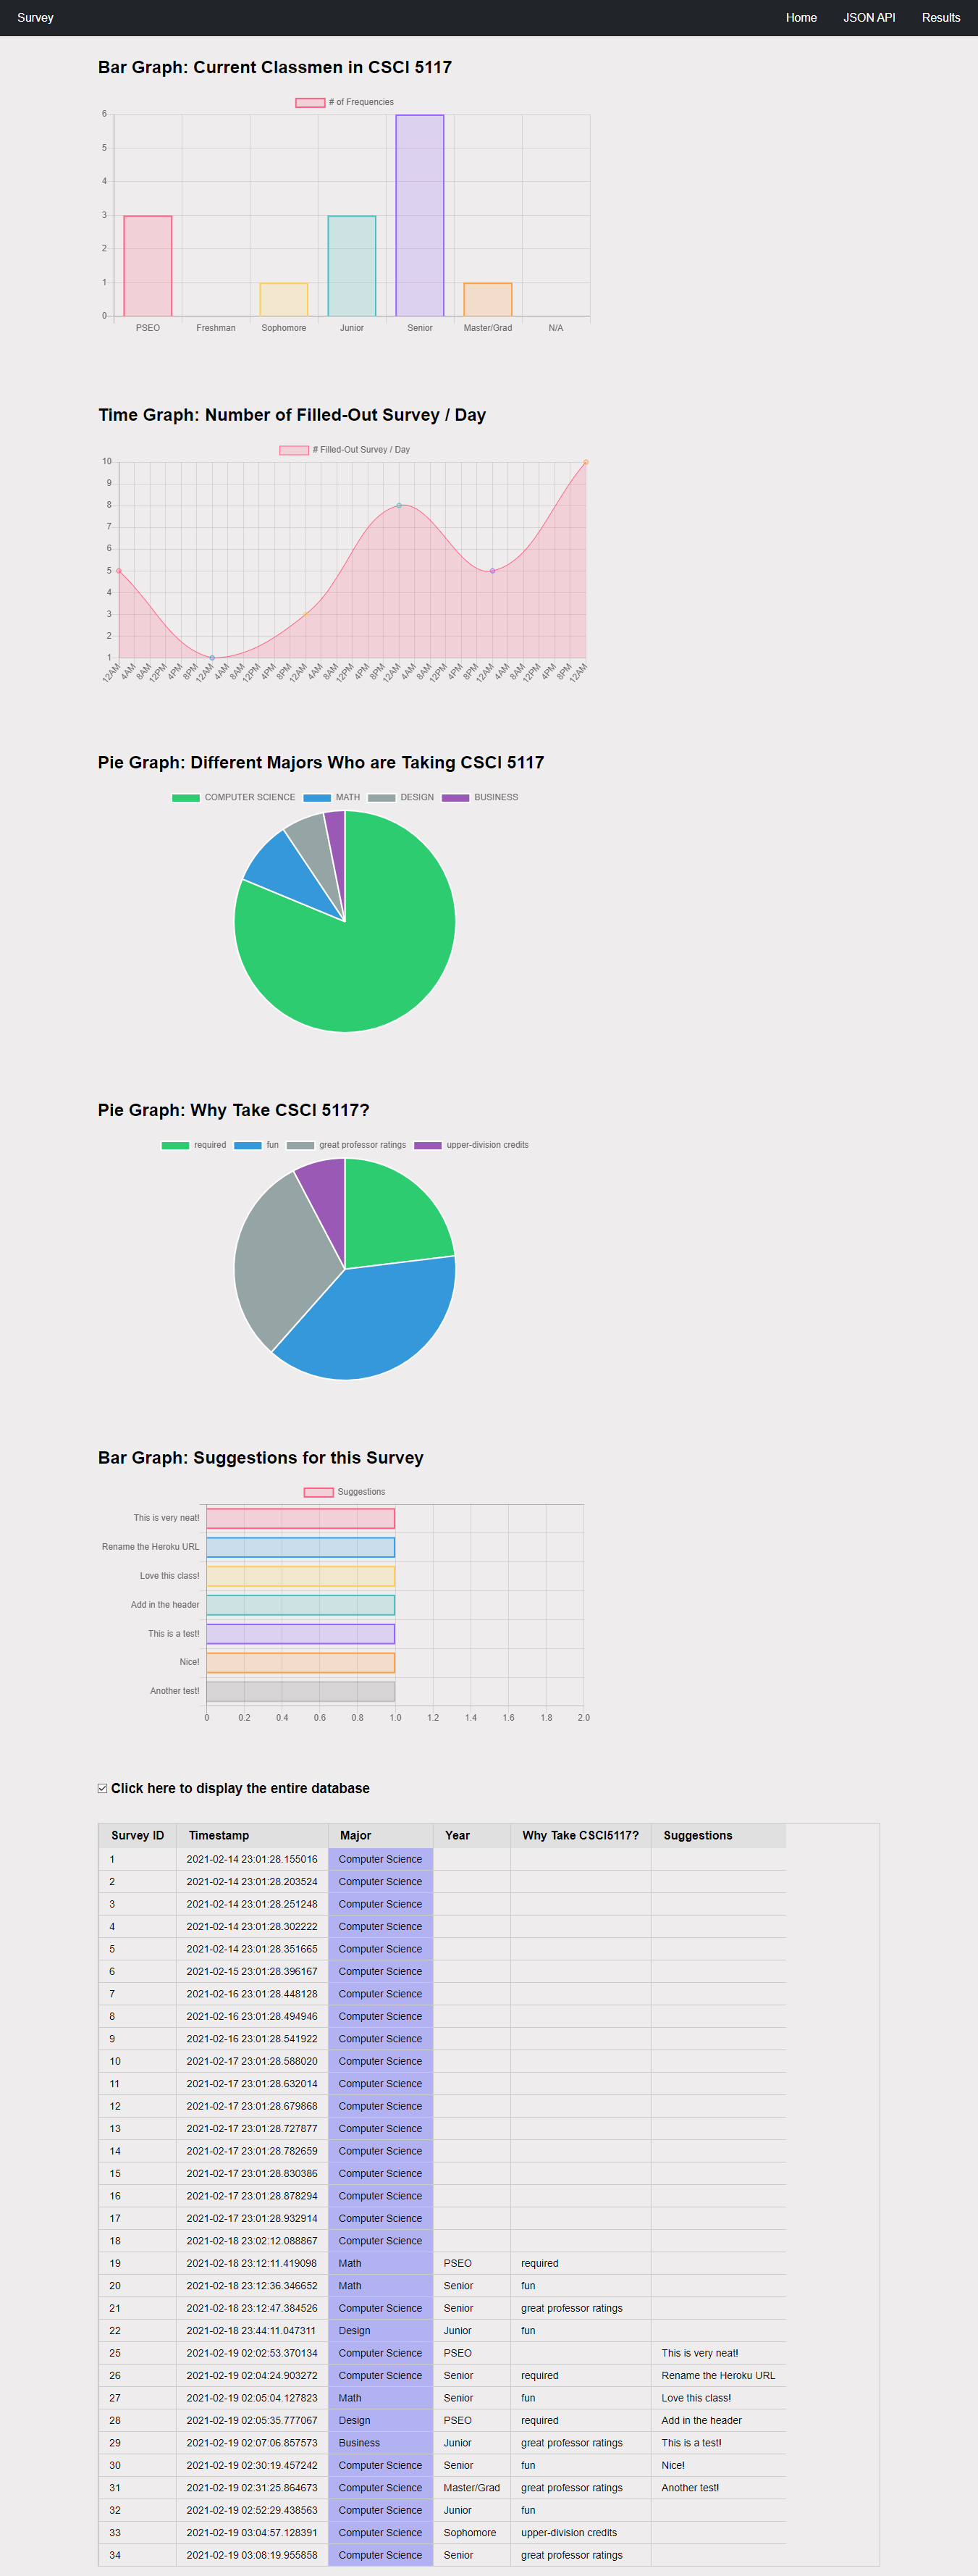 Survey Home JSON API Results
Bar Graph: Current Classmen in CSCI 5117
# of Frequencies
6
5
4
3
2
1
0
PSEO Freshman Sophomore Junior Senior Master/Grad N/A
Time Graph: Number of Filled-Out Survey / Day
# Filled-Out Survey / Day
10
9
8
7
6
5
4
3
2
1
12AM 4AM 8AM 12PM 4PM 8PM 12AM 4AM 8AM 12PM 4PM 8PM 12AM 4AM 8AM 12PM 4PM 8PM 12AM 4AM 8AM 12PM 4PM 8PM 12AM 4AM 8AM 12PM 4PM 8PM 12AM
Pie Graph: Different Majors Who are Taking CSCI 5117
COMPUTER SCIENCE MATH DESIGN BUSINESS
Pie Graph: Why Take CSCI 5117?
required fun great professor ratings upper-division credits
Bar Graph: Suggestions for this Survey
Suggestions
This is very neat!
Rename the Heroku URL
Love this class!
Add in the header
This is a test!
Nice!
Another test!
0 0.2 0.4 0.6 0.8 1.0 1.2 1.4 1.6 1.8 2.0
Click here to display the entire database
Survey ID Timestamp Major Year Why Take CSCI5117? Suggestions
1 2021-02-14 23:01:28.155016 Computer Science
2 2021-02-14 23:01:28.203524 Computer Science
3 2021-02-14 23:01:28.251248 Computer Science
4 2021-02-14 23:01:28.302222 Computer Science
5 2021-02-14 23:01:28.351665 Computer Science
6 2021-02-15 23:01:28.396167 Computer Science
7 2021-02-16 23:01:28.448128 Computer Science
8 2021-02-16 23:01:28.494946 Computer Science
9 2021-02-16 23:01:28.541922 Computer Science
10 2021-02-17 23:01:28.588020 Computer Science
11 2021-02-17 23:01:28.632014 Computer Science
12 2021-02-17 23:01:28.679868 Computer Science
13 2021-02-17 23:01:28.727877 Computer Science
14 2021-02-17 23:01:28.782659 Computer Science
15 2021-02-17 23:01:28.830386 Computer Science
16 2021-02-17 23:01:28.878294 Computer Science
17 2021-02-17 23:01:28.932914 Computer Science
18 2021-02-18 23:02:12.088867 Computer Science
19 2021-02-18 23:12:11.419098 Math PSEO required
20 2021-02-18 23:12:36.346652 Math Senior fun
21 2021-02-18 23:12:47.384526 Computer Science Senior great professor ratings
22 2021-02-18 23:44:11.047311 Design Junior fun
25 2021-02-19 02:02:53.370134 Computer Science PSEO This is very neat!
26 2021-02-19 02:04:24.903272 Computer Science Senior required Rename the Heroku URL
27 2021-02-19 02:05:04.127823 Math Senior fun Love this class!
28 2021-02-19 02:05:35.777067 Design PSEO required Add in the header
29 2021-02-19 02:07:06.857573 Business Junior great professor ratings This is a test!
30 2021-02-19 02:30:19.457242 Computer Science Senior fun Nice!
31 2021-02-19 02:31:25.864673 Computer Science Master/Grad great professor ratings Another test!
32 2021-02-19 02:52:29.438563 Computer Science Junior fun
33 2021-02-19 03:04:57.128391 Computer Science Sophomore upper-division credits
34 2021-02-19 03:08:19.955858 Computer Science Senior great professor ratings